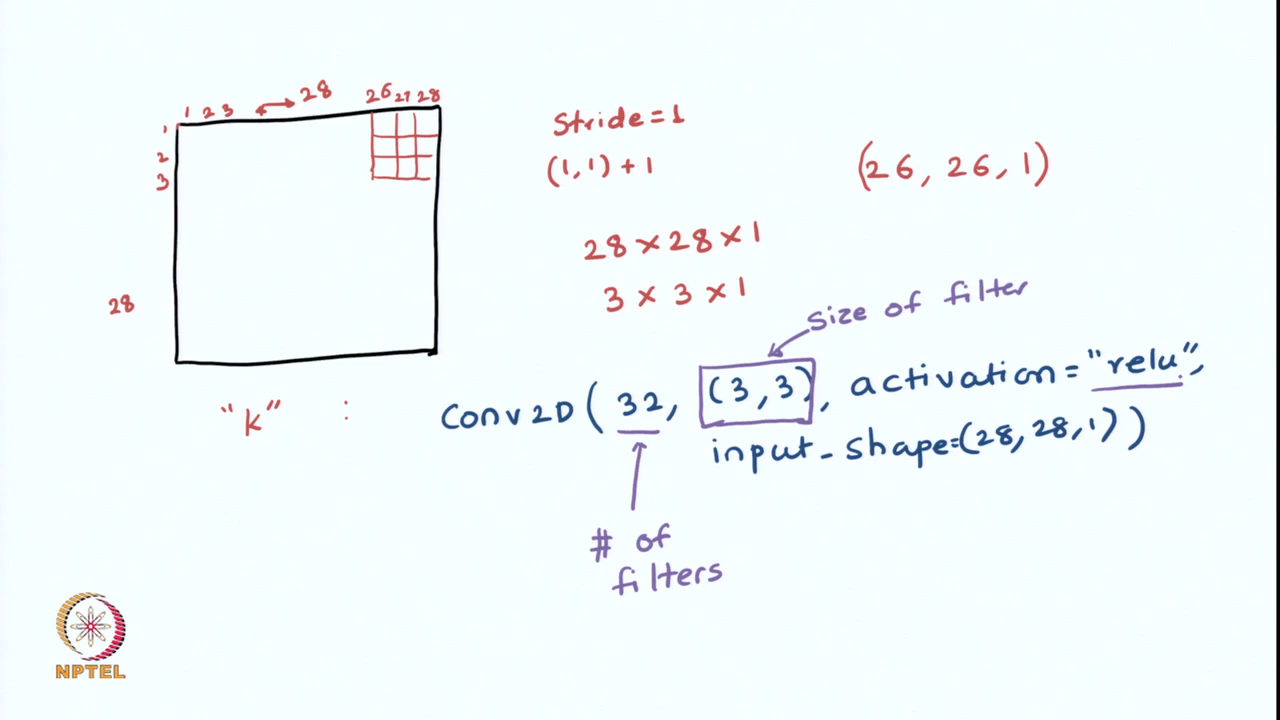 1 2 3 ↔ 28 26 27 28
1
2
3
28
Stride = 1
(1,1) + 1
(26, 26, 1)
28 × 28 × 1
3 × 3 × 1
size of filter
"k" : Conv2D ( 32, (3,3), activation = "relu",
input_shape=(28,28,1))
# of
filters
NPTEL